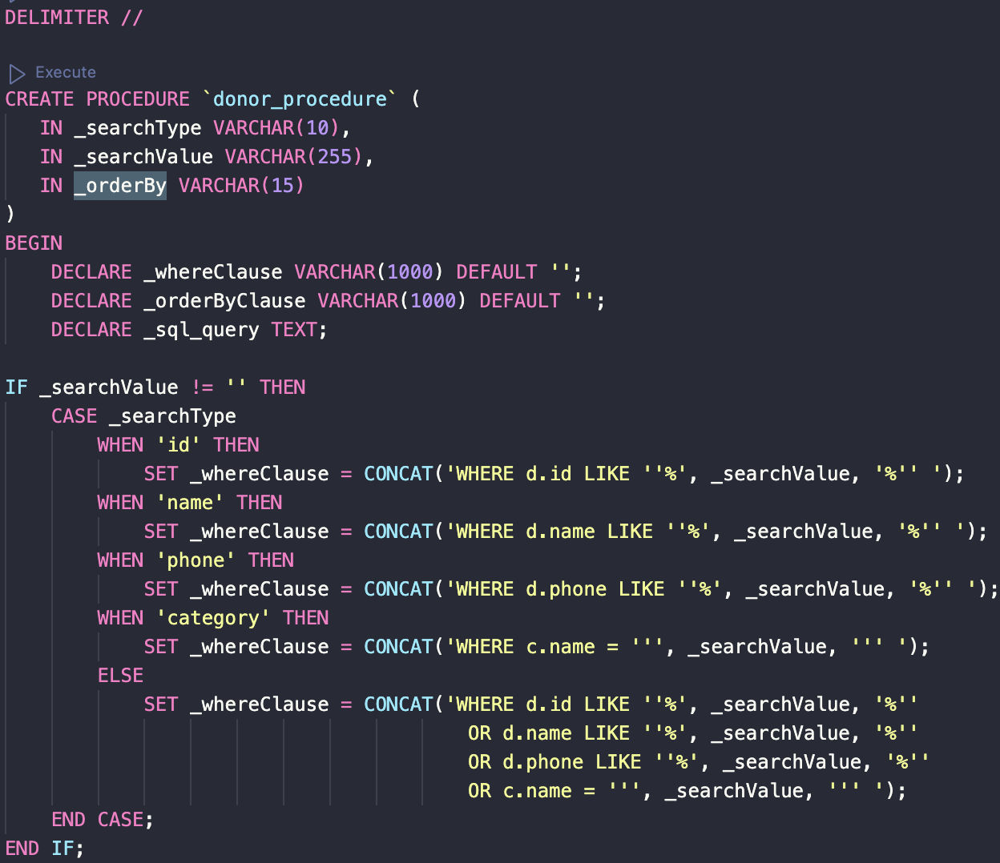 DELIMITER //
Execute
CREATE PROCEDURE `donor_procedure` (
IN _searchType VARCHAR(10),
IN _searchValue VARCHAR(255),
IN _orderBy VARCHAR(15)
)
BEGIN
DECLARE _whereClause VARCHAR(1000) DEFAULT '';
DECLARE _orderByClause VARCHAR(1000) DEFAULT '';
DECLARE _sql_query TEXT;
IF _searchValue != '' THEN
CASE _searchType
WHEN 'id' THEN
SET _whereClause = CONCAT('WHERE d.id LIKE ''%', _searchValue, '%'' ');
WHEN 'name' THEN
SET _whereClause = CONCAT('WHERE d.name LIKE ''%', _searchValue, '%'' ');
WHEN 'phone' THEN
SET _whereClause = CONCAT('WHERE d.phone LIKE ''%', _searchValue, '%'' ');
WHEN 'category' THEN
SET _whereClause = CONCAT('WHERE c.name = ''', _searchValue, ''' ');
ELSE
SET _whereClause = CONCAT('WHERE d.id LIKE ''%', _searchValue, '%''
OR d.name LIKE ''%', _searchValue, '%''
OR d.phone LIKE ''%', _searchValue, '%''
OR c.name = ''', _searchValue, ''' ');
END CASE;
END IF;